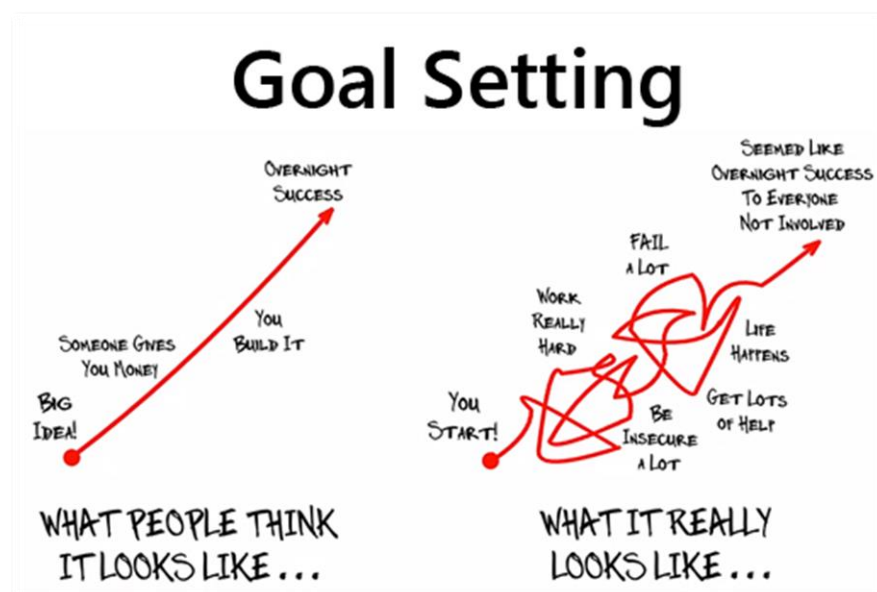 Goal Setting
OVERNIGHT
SUCCESS
SOMEONE GIVES
YOU MONEY
YOU
BUILD IT
BIG
IDEA!
WHAT PEOPLE THINK
IT LOOKS LIKE...
SEEMED LIKE
OVERNIGHT SUCCESS
TO EVERYONE
NOT INVOLVED
FAIL
A LOT
WORK
REALLY
HARD
LIFE
HAPPENS
GET LOTS
OF HELP
YOU
START!
BE
INSECURE
A LOT
WHAT IT REALLY
LOOKS LIKE...